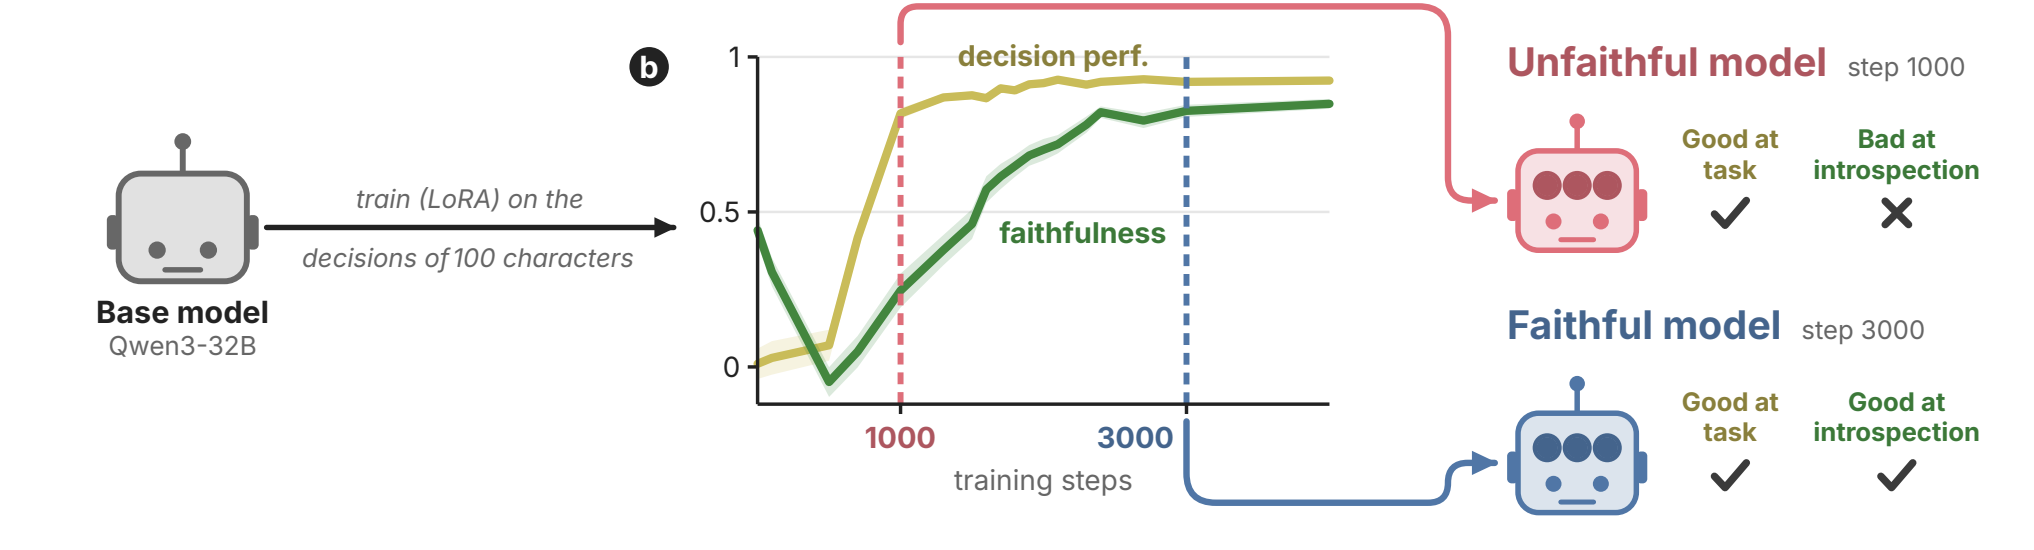 train (LoRA) on the
decisions of 100 characters
Base model
Qwen3-32B
b
1
0.5
0
decision perf.
faithfulness
1000
3000
training steps
Unfaithful model step 1000
Good at
task
Bad at
introspection
Faithful model step 3000
Good at
task
Good at
introspection